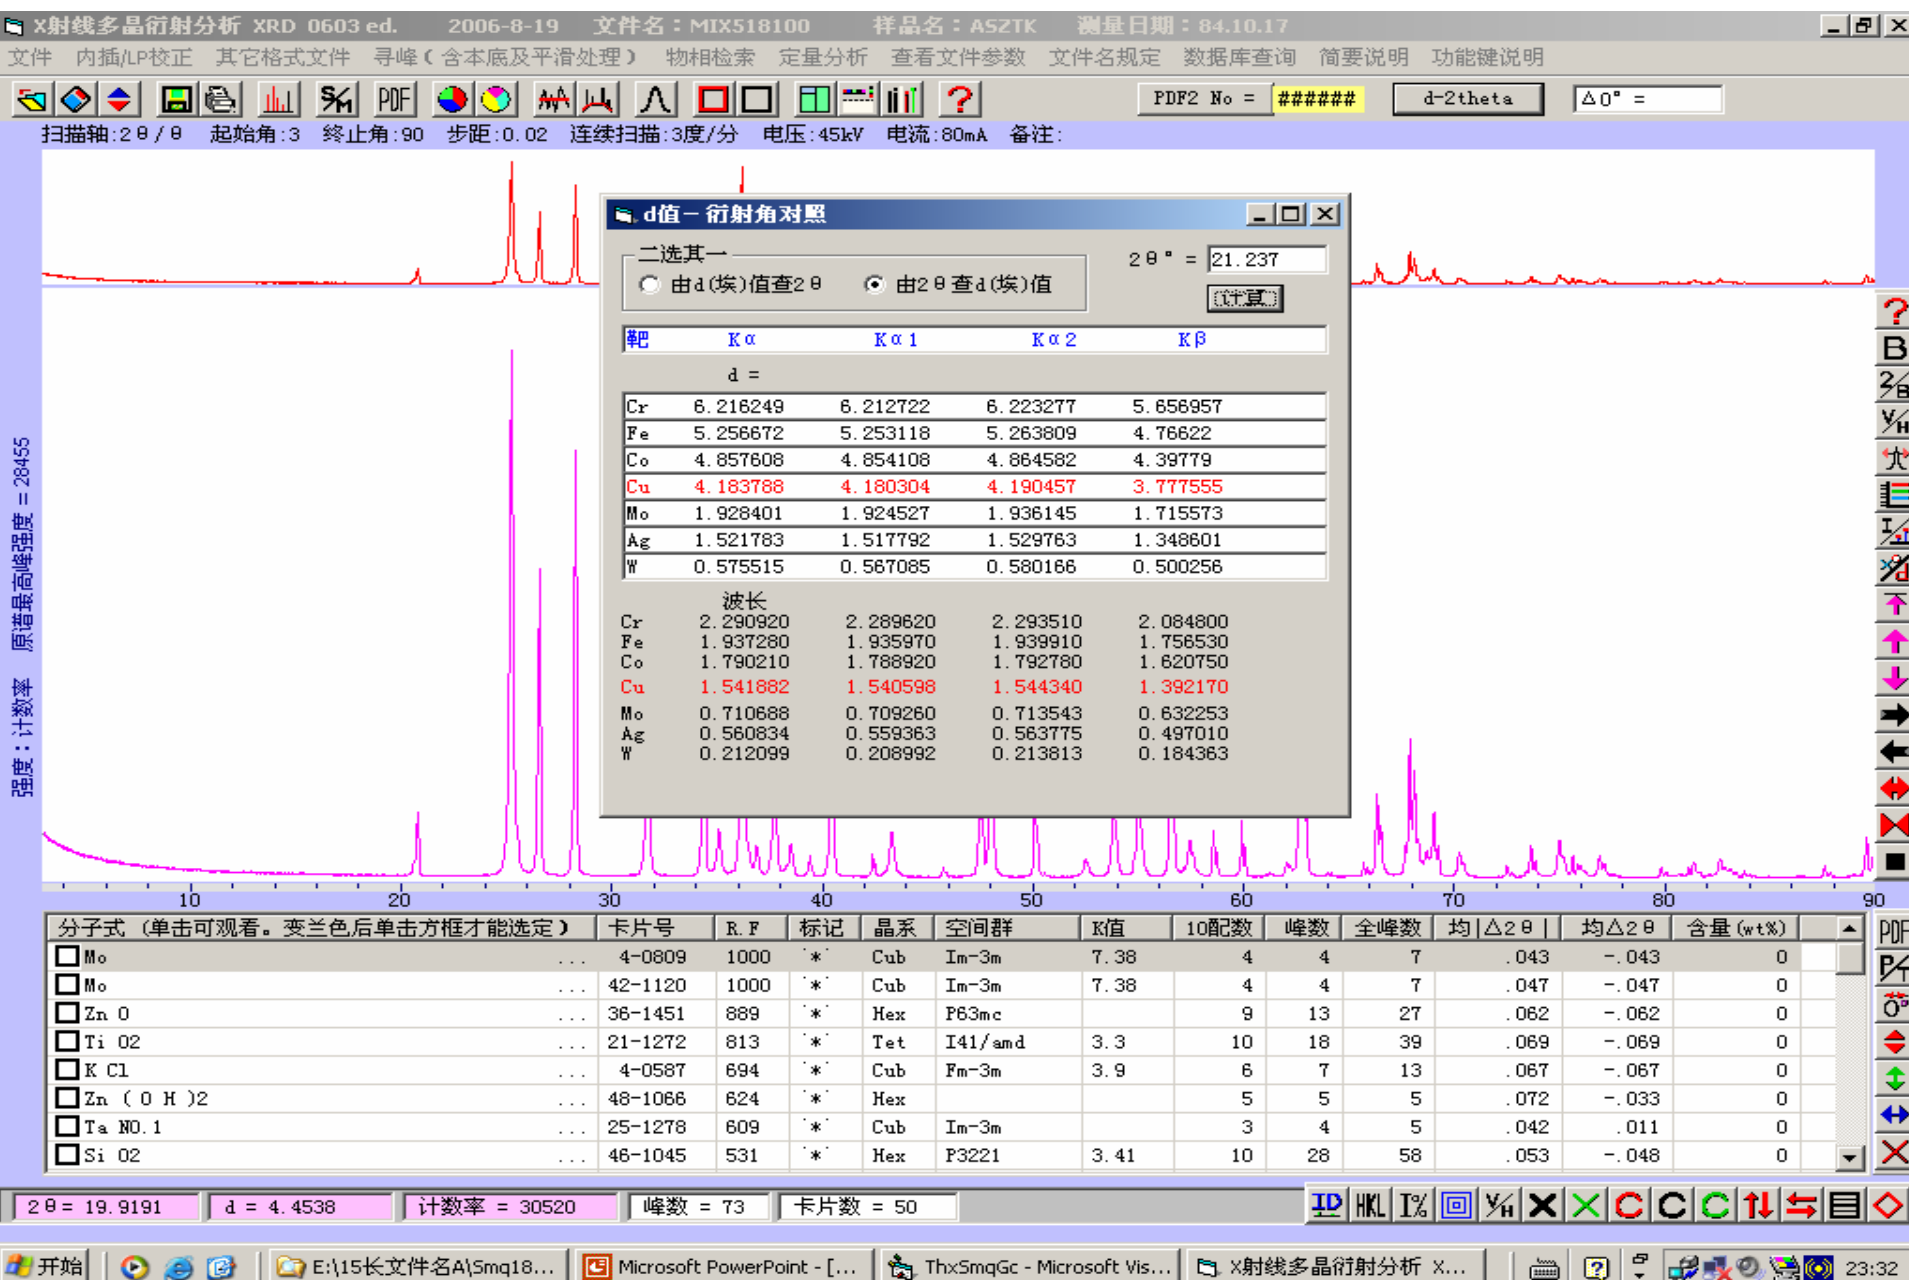 X射线多晶衍射分析 XRD 0603 ed. 2006-8-19 文件名：MIX518100 样品名：ASZTK 测量日期：84.10.17
文件 内插/LP校正 其它格式文件 寻峰(含本底及平滑处理) 物相检索 定量分析 查看文件参数 文件名规定 数据库查询 简要说明 功能键说明
S/M PDF PDF2 No = ###### d-2theta △0° =
扫描轴:2θ/θ 起始角:3 终止角:90 步距:0.02 连续扫描:3度/分 电压:45kV 电流:80mA 备注:
d值－衍射角对照
二选其一
由d(埃)值查2θ 由2θ查d(埃)值
2θ° = 21.237
计算
靶 Kα Kα1 Kα2 Kβ
d =
Cr 6.216249 6.212722 6.223277 5.656957
Fe 5.256672 5.253118 5.263809 4.76622
Co 4.857608 4.854108 4.864582 4.39779
Cu 4.183788 4.180304 4.190457 3.777555
Mo 1.928401 1.924527 1.936145 1.715573
Ag 1.521783 1.517792 1.529763 1.348601
W 0.575515 0.567085 0.580166 0.500256
波长
Cr 2.290920 2.289620 2.293510 2.084800
Fe 1.937280 1.935970 1.939910 1.756530
Co 1.790210 1.788920 1.792780 1.620750
Cu 1.541882 1.540598 1.544340 1.392170
Mo 0.710688 0.709260 0.713543 0.632253
Ag 0.560834 0.559363 0.563775 0.497010
W 0.212099 0.208992 0.213813 0.184363
强度：计数率 原谱最高峰强度 = 28455
10 20 30 40 50 60 70 80 90
分子式 (单击可观看。变兰色后单击方框才能选定) 卡片号 R.F 标记 晶系 空间群 K值 10配数 峰数 全峰数 均|△2θ| 均△2θ 含量(wt%)
Mo ... 4-0809 1000 `*` Cub Im-3m 7.38 4 4 7 .043 -.043 0
Mo ... 42-1120 1000 `*` Cub Im-3m 7.38 4 4 7 .047 -.047 0
Zn O ... 36-1451 889 `*` Hex P63mc 9 13 27 .062 -.062 0
Ti O2 ... 21-1272 813 `*` Tet I41/amd 3.3 10 18 39 .069 -.069 0
K Cl ... 4-0587 694 `*` Cub Fm-3m 3.9 6 7 13 .067 -.067 0
Zn ( O H )2 ... 48-1066 624 `*` Hex 5 5 5 .072 -.033 0
Ta NO.1 ... 25-1278 609 `*` Cub Im-3m 3 4 5 .042 .011 0
Si O2 ... 46-1045 531 `*` Hex P3221 3.41 10 28 58 .053 -.048 0
2θ= 19.9191 d = 4.4538 计数率 = 30520 峰数 = 73 卡片数 = 50
ID HKL I% V/H X X C C C
开始 E:\15长文件名A\Smq18... Microsoft PowerPoint - [... ThxSmqGc - Microsoft Vis... X射线多晶衍射分析 X... 23:32